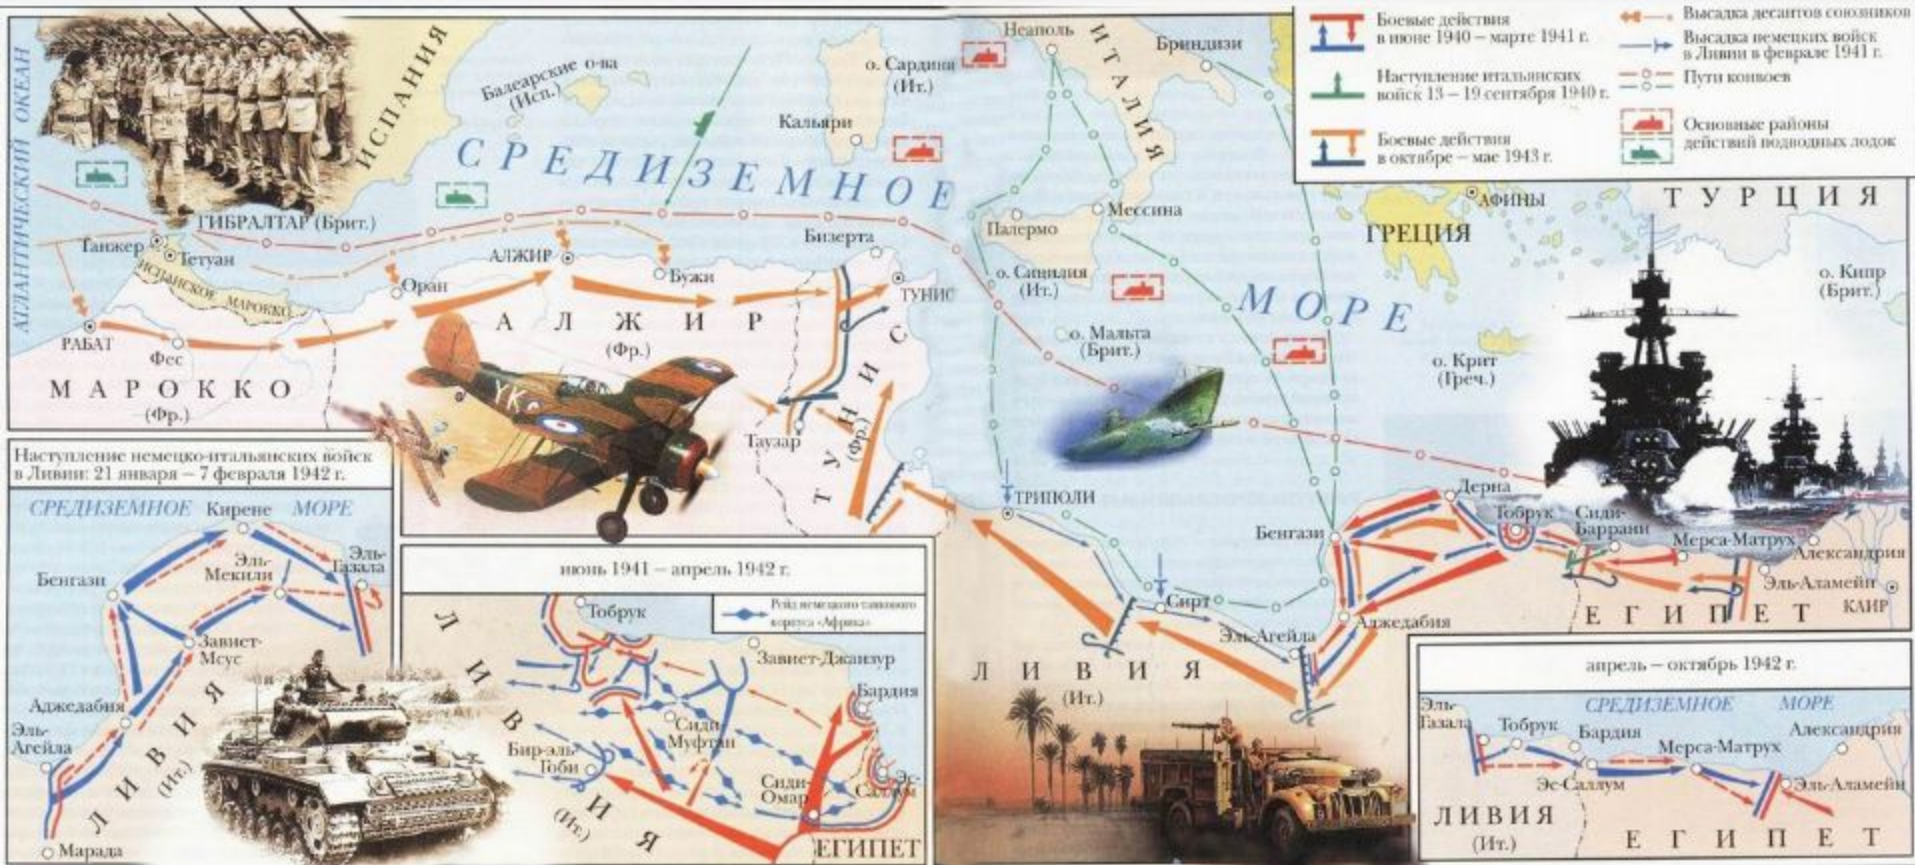 АТЛАНТИЧЕСКИЙ ОКЕАН
ИСПАНИЯ
Балеарские о-ва
(Исп.)
о. Сардиния
(Ит.)
Кальяри
СРЕДИЗЕМНОЕ
МОРЕ
Неаполь
ИТАЛИЯ
Бриндизи
Мессина
Палермо
о. Сицилия
(Ит.)
о. Мальта
(Брит.)
ГРЕЦИЯ
АФИНЫ
ТУРЦИЯ
о. Кипр
(Брит.)
о. Крит
(Греч.)
Боевые действия
в июне 1940 – марте 1941 г.
Наступление итальянских
войск 13 – 19 сентября 1940 г.
Боевые действия
в октябре – мае 1943 г.
Высадка десантов союзников
Высадка немецких войск
в Ливии в феврале 1941 г.
Пути конвоев
Основные районы
действий подводных лодок
ГИБРАЛТАР (Брит.)
Танжер
Тетуан
ИСПАНСКОЕ МАРОККО
РАБАТ
Фес
МАРОККО
(Фр.)
Оран
АЛЖИР
Бужи
Бизерта
ТУНИС
АЛЖИР
(Фр.)
YK
Таузар
ТУНИС
(Фр.)
ТРИПОЛИ
Сирт
Эль-Агейла
Бенгази
Аджедабия
Дерна
Тобрук
Сиди-
Баррани
Мерса-Матрух
Александрия
Эль-Аламейн
КАИР
ЕГИПЕТ
ЛИВИЯ
(Ит.)
Наступление немецко-итальянских войск
в Ливии: 21 января – 7 февраля 1942 г.
СРЕДИЗЕМНОЕ МОРЕ
Кирене
Бенгази
Эль-
Мекили
Эль-
Газала
Завиет-
Мсус
Аджедабия
Эль-
Агейла
Марада
ЛИВИЯ
(Ит.)
июнь 1941 – апрель 1942 г.
Рейд немецкого танкового
корпуса «Африка»
Тобрук
Завиет-Джанзур
Бардия
Сиди-
Муфтах
Бир-эль-
Гоби
Сиди-
Омар
Эс-
Саллум
ЛИВИЯ
(Ит.)
ЕГИПЕТ
апрель – октябрь 1942 г.
Эль-
Газала
СРЕДИЗЕМНОЕ МОРЕ
Тобрук
Бардия
Мерса-Матрух
Александрия
Эс-Саллум
Эль-Аламейн
ЛИВИЯ
(Ит.)
ЕГИПЕТ